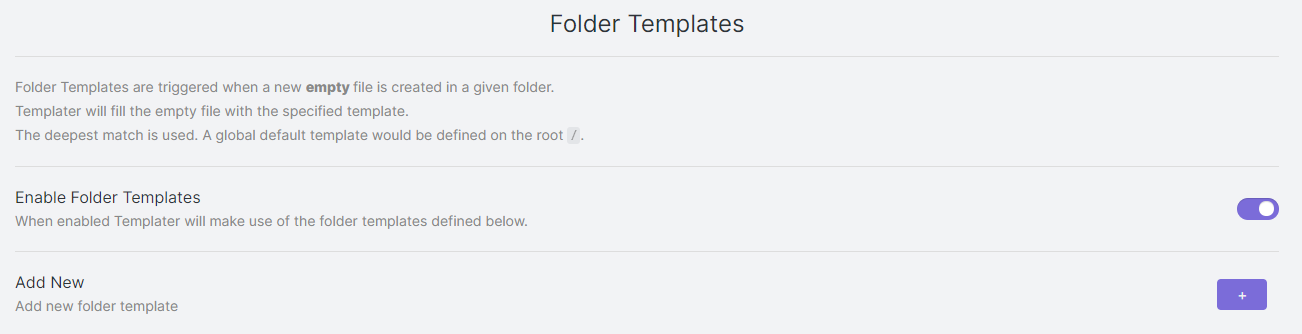 Folder Templates
Folder Templates are triggered when a new empty file is created in a given folder.
Templater will fill the empty file with the specified template.
The deepest match is used. A global default template would be defined on the root /.
Enable Folder Templates
When enabled Templater will make use of the folder templates defined below.
Add New
Add new folder template
+